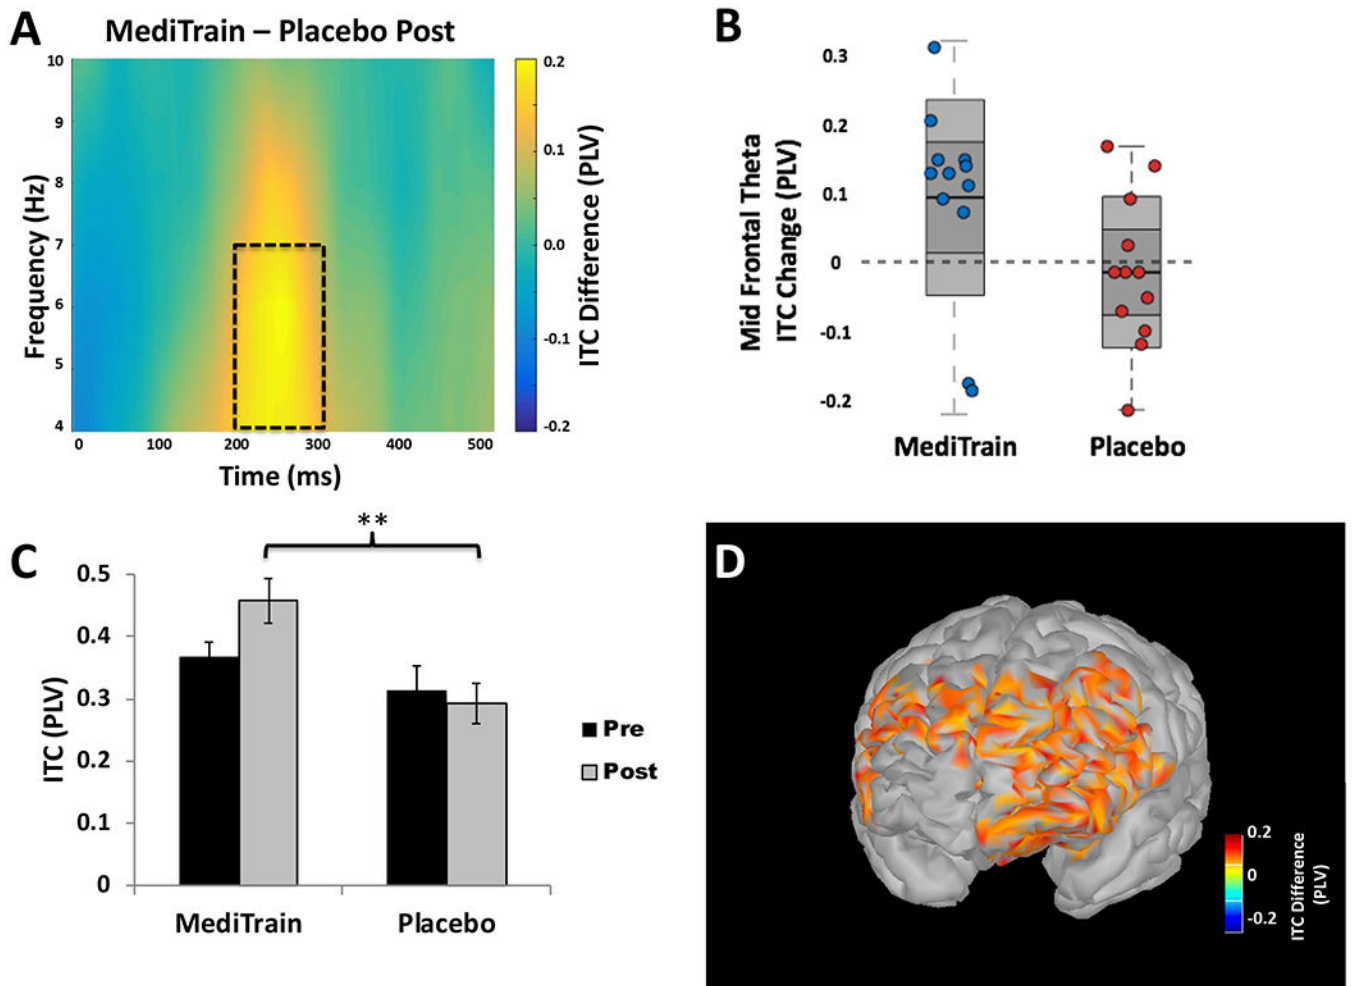 A
MediTrain – Placebo Post
10
9
8
7
6
5
4
Frequency (Hz)
0
100
200
300
400
500
Time (ms)
0.2
0.1
0.0
-0.1
-0.2
ITC Difference (PLV)
B
0.3
0.2
0.1
0
-0.1
-0.2
Mid Frontal Theta
ITC Change (PLV)
MediTrain
Placebo
C
**
0.5
0.4
0.3
0.2
0.1
0
ITC (PLV)
MediTrain
Placebo
Pre
Post
D
0.2
0
-0.2
ITC Difference
(PLV)